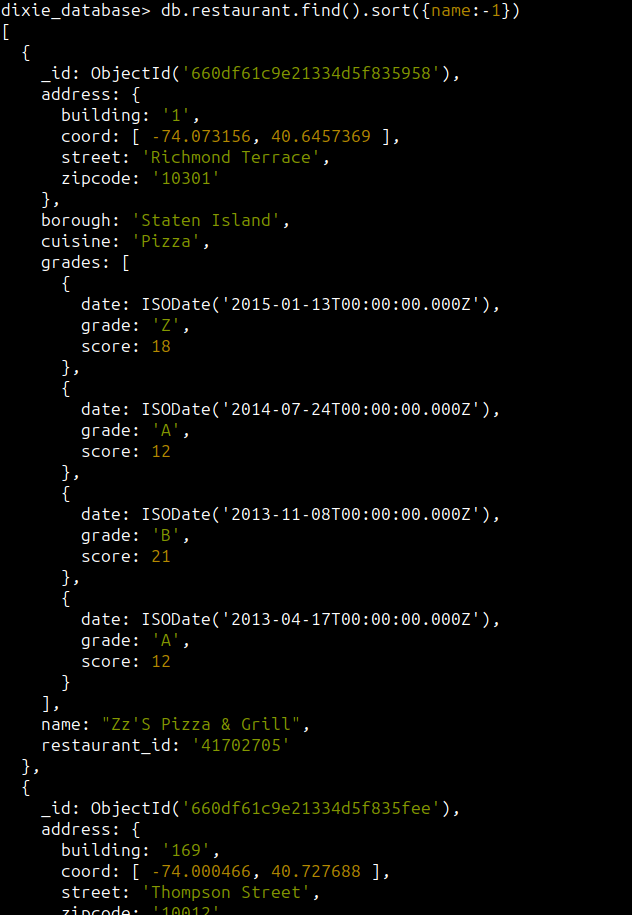 dixie_database> db.restaurant.find().sort({name:-1})
[
  {
    _id: ObjectId('660df61c9e21334d5f835958'),
    address: {
      building: '1',
      coord: [ -74.073156, 40.6457369 ],
      street: 'Richmond Terrace',
      zipcode: '10301'
    },
    borough: 'Staten Island',
    cuisine: 'Pizza',
    grades: [
      {
        date: ISODate('2015-01-13T00:00:00.000Z'),
        grade: 'Z',
        score: 18
      },
      {
        date: ISODate('2014-07-24T00:00:00.000Z'),
        grade: 'A',
        score: 12
      },
      {
        date: ISODate('2013-11-08T00:00:00.000Z'),
        grade: 'B',
        score: 21
      },
      {
        date: ISODate('2013-04-17T00:00:00.000Z'),
        grade: 'A',
        score: 12
      }
    ],
    name: "Zz'S Pizza & Grill",
    restaurant_id: '41702705'
  },
  {
    _id: ObjectId('660df61c9e21334d5f835fee'),
    address: {
      building: '169',
      coord: [ -74.000466, 40.727688 ],
      street: 'Thompson Street',
      zipcode: '10012'